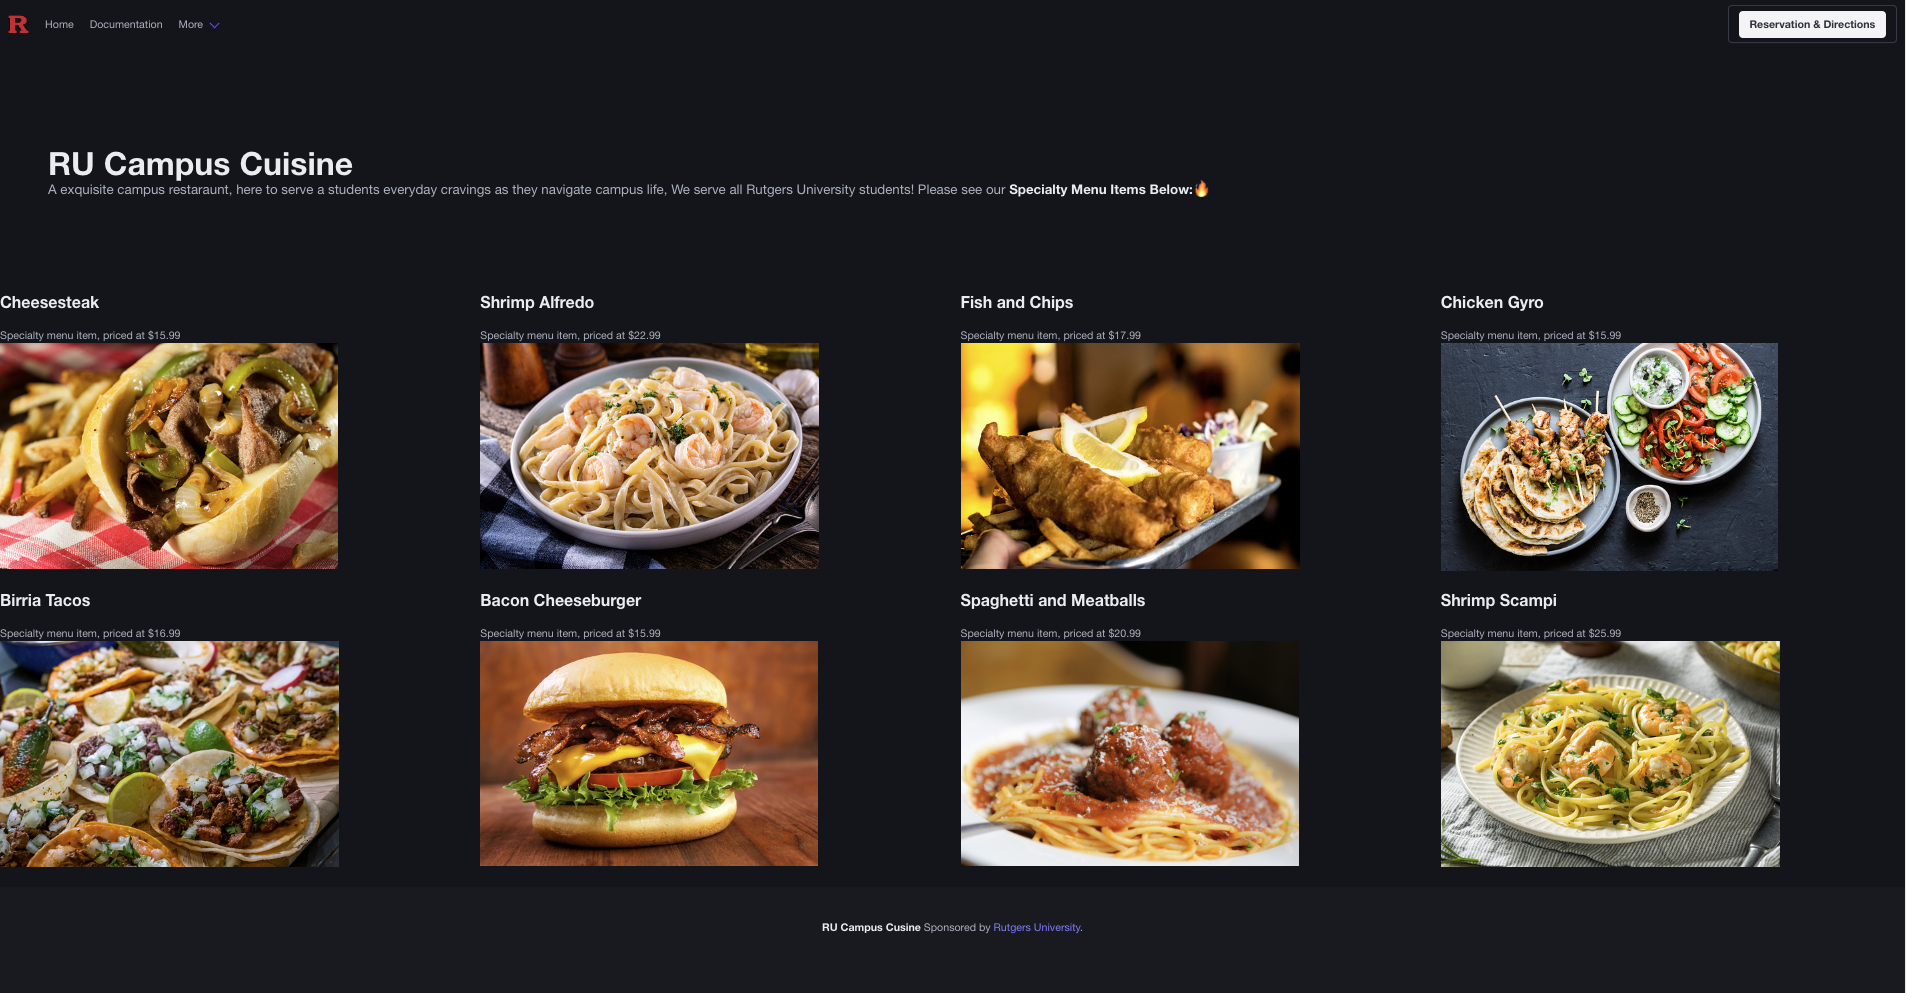 R Home Documentation More Reservation & Directions
RU Campus Cuisine
A exquisite campus restaraunt, here to serve a students everyday cravings as they navigate campus life, We serve all Rutgers University students! Please see our Specialty Menu Items Below:🔥
Cheesesteak
Specialty menu item, priced at $15.99
Shrimp Alfredo
Specialty menu item, priced at $22.99
Fish and Chips
Specialty menu item, priced at $17.99
Chicken Gyro
Specialty menu item, priced at $15.99
Birria Tacos
Specialty menu item, priced at $16.99
Bacon Cheeseburger
Specialty menu item, priced at $15.99
Spaghetti and Meatballs
Specialty menu item, priced at $20.99
Shrimp Scampi
Specialty menu item, priced at $25.99
RU Campus Cusine Sponsored by Rutgers University.